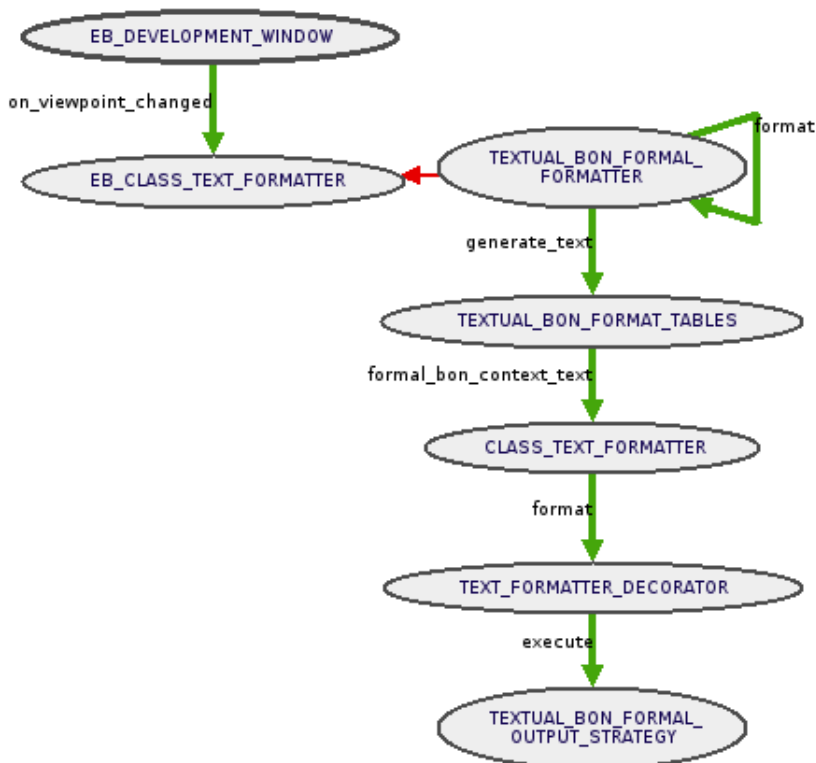 EB_DEVELOPMENT_WINDOW
on_viewpoint_changed
format
TEXTUAL_BON_FORMAL_
FORMATTER
EB_CLASS_TEXT_FORMATTER
generate_text
TEXTUAL_BON_FORMAT_TABLES
formal_bon_context_text
CLASS_TEXT_FORMATTER
format
TEXT_FORMATTER_DECORATOR
execute
TEXTUAL_BON_FORMAL_
OUTPUT_STRATEGY